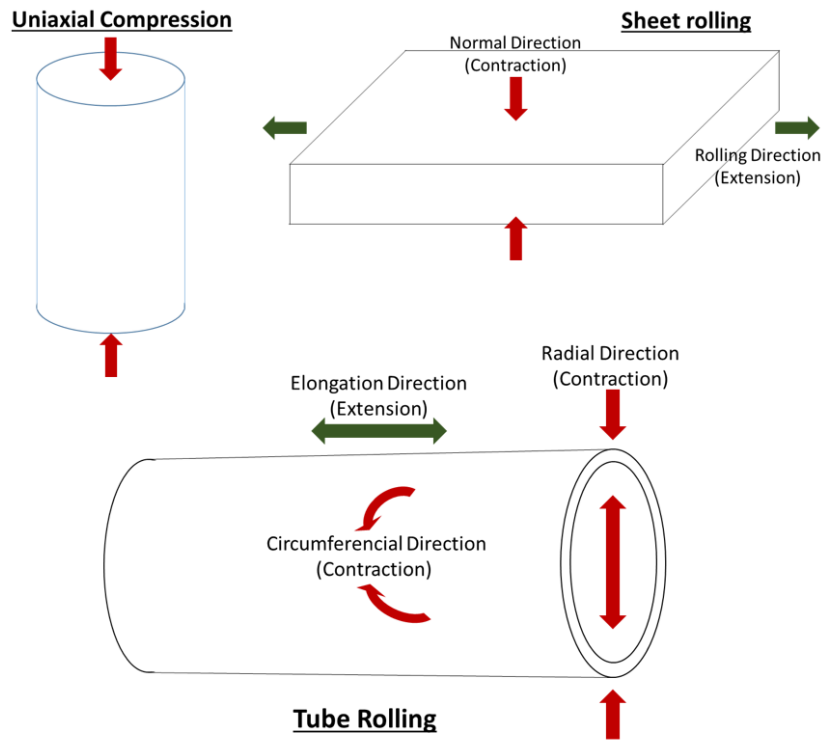 Uniaxial Compression
Sheet rolling
Normal Direction
(Contraction)
Rolling Direction
(Extension)
Radial Direction
(Contraction)
Elongation Direction
(Extension)
Circumferencial Direction
(Contraction)
Tube Rolling